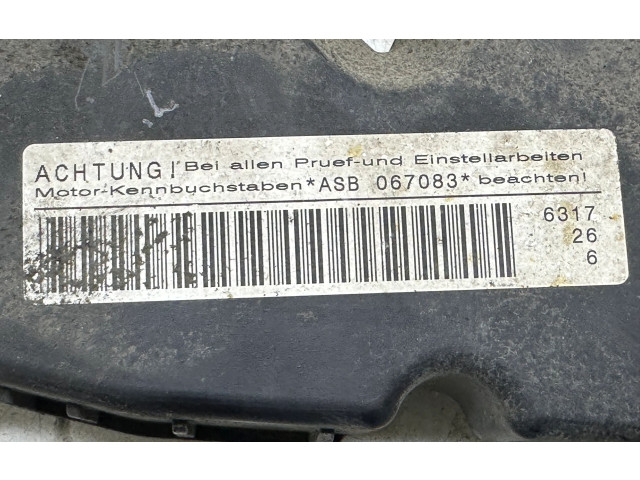 ACHTUNG! Bei allen Pruef-und Einstellarbeiten
Motor-Kennbuchstaben *ASB 067083* beachten!
6317
26
6